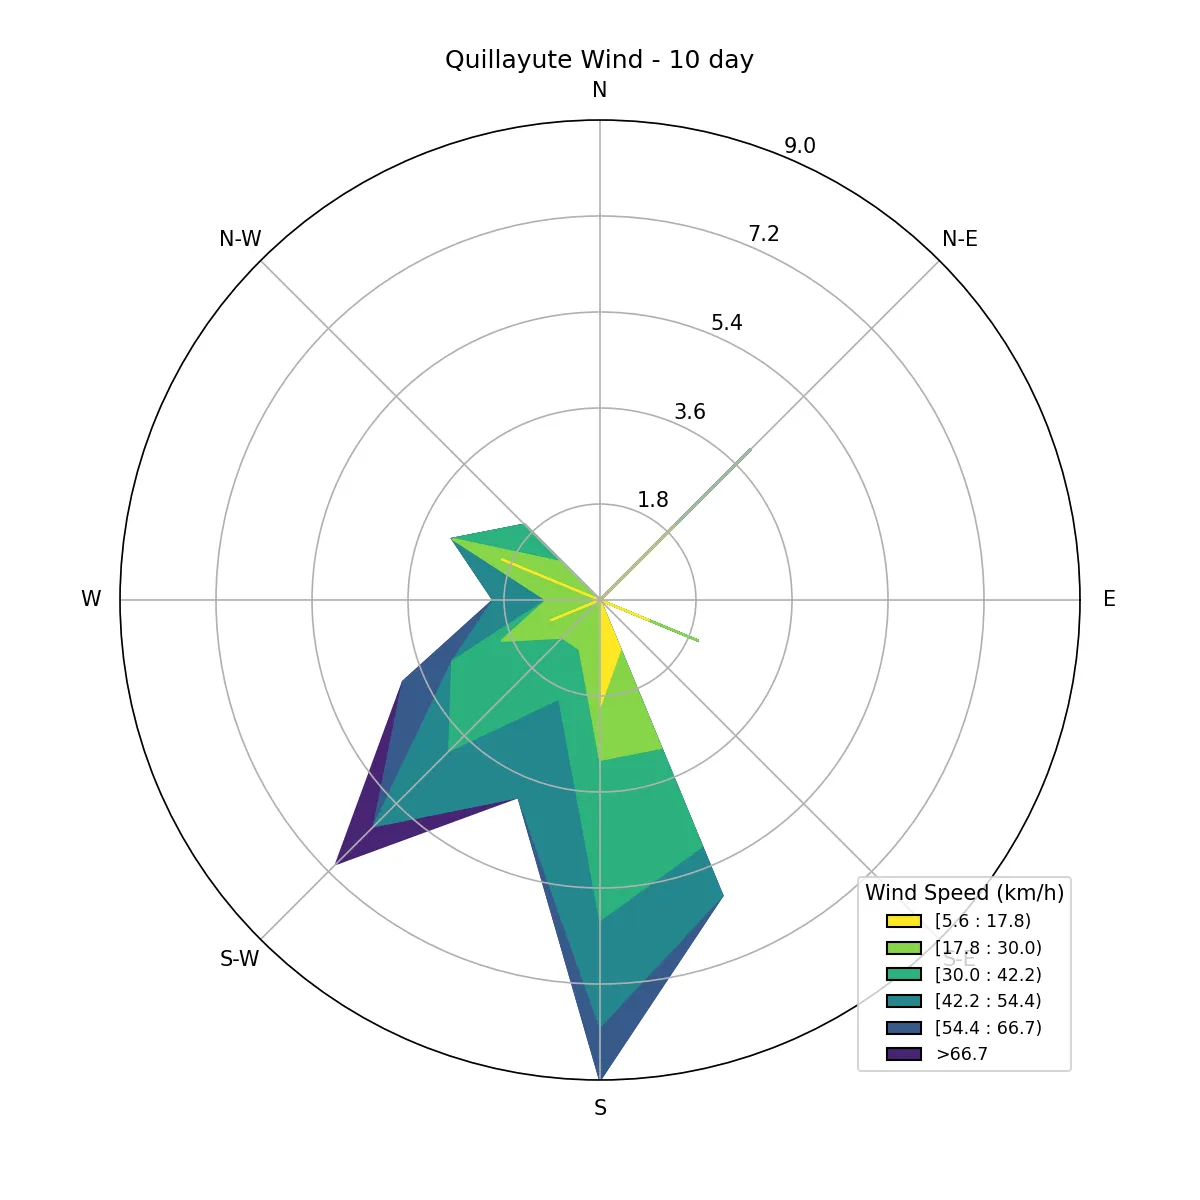 Quillayute Wind - 10 day
N
9.0
N-W
7.2
N-E
5.4
3.6
1.8
W
E
Wind Speed (km/h)
[5.6 : 17.8)
[17.8 : 30.0)
[30.0 : 42.2)
[42.2 : 54.4)
[54.4 : 66.7)
>66.7
S-W
S-E
S